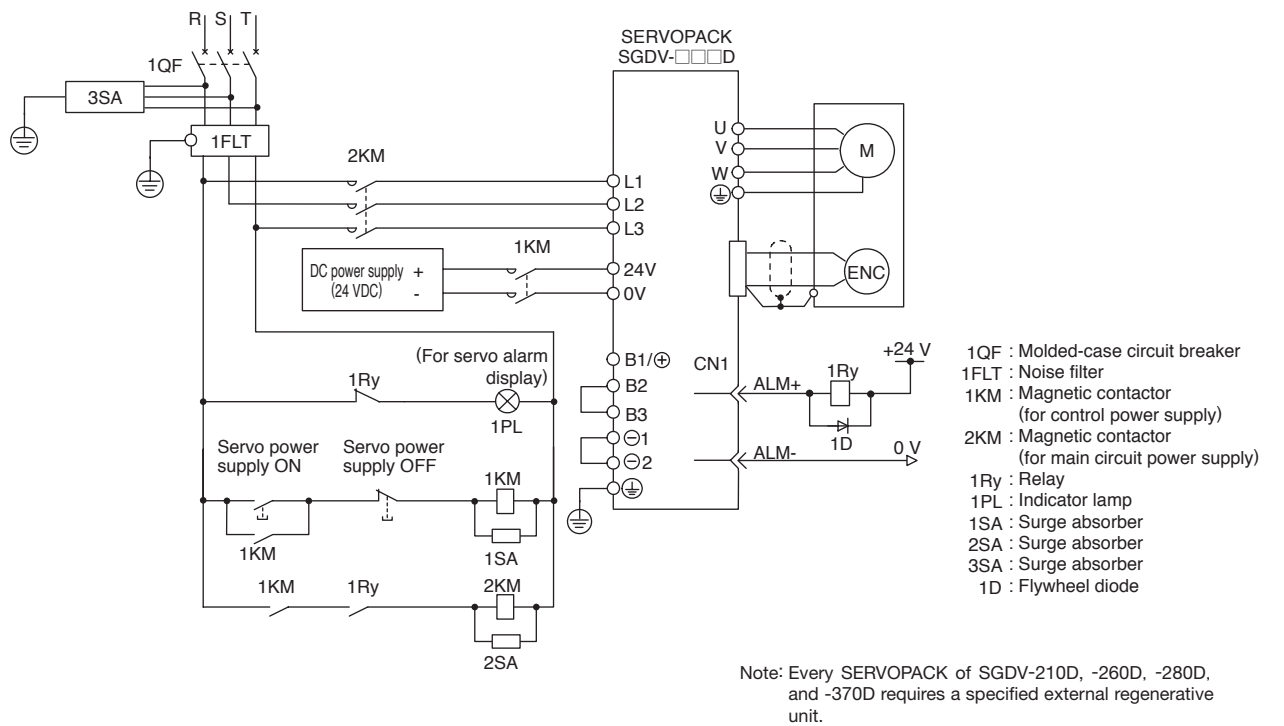 R S T
SERVOPACK
SGDV-□□□D
1QF
3SA
1FLT
2KM
U
V
W
M
L1
L2
L3
1KM
DC power supply +
(24 VDC) -
24V
0V
ENC
(For servo alarm
display)
B1/⊕
CN1
+24 V
1Ry
1PL
B2
B3
ALM+
1Ry
1D
⊖1
⊖2
ALM-
0 V
Servo power
supply ON
Servo power
supply OFF
1KM
1KM
1SA
1KM
1Ry
2KM
2SA
1QF : Molded-case circuit breaker
1FLT : Noise filter
1KM : Magnetic contactor
(for control power supply)
2KM : Magnetic contactor
(for main circuit power supply)
1Ry : Relay
1PL : Indicator lamp
1SA : Surge absorber
2SA : Surge absorber
3SA : Surge absorber
1D : Flywheel diode
Note: Every SERVOPACK of SGDV-210D, -260D, -280D,
and -370D requires a specified external regenerative
unit.